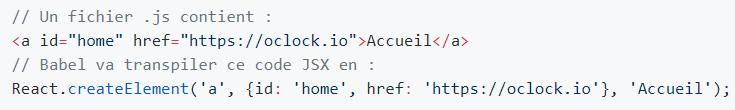 // Un fichier .js contient :
<a id="home" href="https://oclock.io">Accueil</a>
// Babel va transpiler ce code JSX en :
React.createElement('a', {id: 'home', href: 'https://oclock.io'}, 'Accueil');